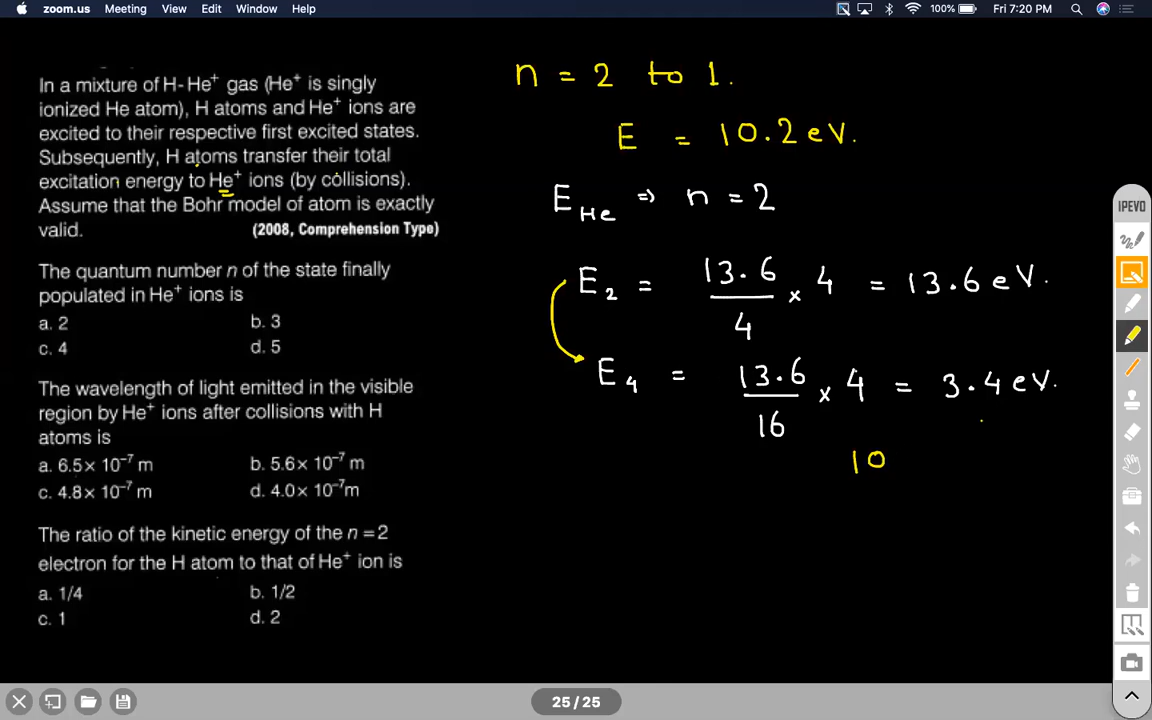 zoom.us Meeting View Edit Window Help 100% Fri 7:20 PM
In a mixture of H-He⁺ gas (He⁺ is singly
ionized He atom), H atoms and He⁺ ions are
excited to their respective first excited states.
Subsequently, H atoms transfer their total
excitation energy to He⁺ ions (by collisions).
Assume that the Bohr model of atom is exactly
valid. (2008, Comprehension Type)
The quantum number n of the state finally
populated in He⁺ ions is
a. 2 b. 3
c. 4 d. 5
The wavelength of light emitted in the visible
region by He⁺ ions after collisions with H
atoms is
a. 6.5× 10⁻⁷ m b. 5.6× 10⁻⁷ m
c. 4.8× 10⁻⁷ m d. 4.0× 10⁻⁷m
The ratio of the kinetic energy of the n =2
electron for the H atom to that of He⁺ ion is
a. 1/4 b. 1/2
c. 1 d. 2
n = 2 to 1.
E = 10.2 eV.
E_He ⇒ n = 2
E₂ = 13.6/4 × 4 = 13.6 eV.
E₄ = 13.6/16 × 4 = 3.4 eV.
10
IPEVO
25 / 25